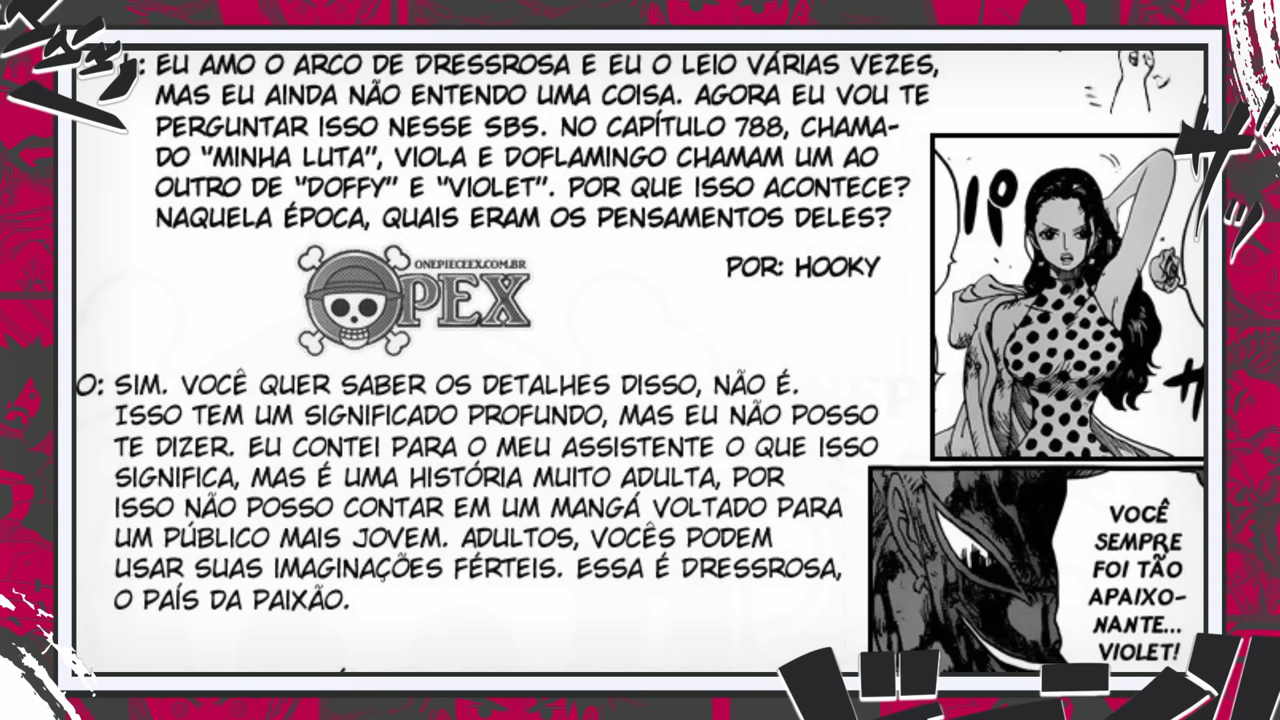 : EU AMO O ARCO DE DRESSROSA E EU O LEIO VÁRIAS VEZES,
MAS EU AINDA NÃO ENTENDO UMA COISA. AGORA EU VOU TE
PERGUNTAR ISSO NESSE SBS. NO CAPÍTULO 788, CHAMA-
DO "MINHA LUTA", VIOLA E DOFLAMINGO CHAMAM UM AO
OUTRO DE "DOFFY" E "VIOLET". POR QUE ISSO ACONTECE?
NAQUELA ÉPOCA, QUAIS ERAM OS PENSAMENTOS DELES?
ONEPIECEEX.COM.BR
OPEX
POR: HOOKY
O: SIM. VOCÊ QUER SABER OS DETALHES DISSO, NÃO É.
ISSO TEM UM SIGNIFICADO PROFUNDO, MAS EU NÃO POSSO
TE DIZER. EU CONTEI PARA O MEU ASSISTENTE O QUE ISSO
SIGNIFICA, MAS É UMA HISTÓRIA MUITO ADULTA, POR
ISSO NÃO POSSO CONTAR EM UM MANGÁ VOLTADO PARA
UM PÚBLICO MAIS JOVEM. ADULTOS, VOCÊS PODEM
USAR SUAS IMAGINAÇÕES FÉRTEIS. ESSA É DRESSROSA,
O PAÍS DA PAIXÃO.
VOCÊ
SEMPRE
FOI TÃO
APAIXO-
NANTE...
VIOLET!